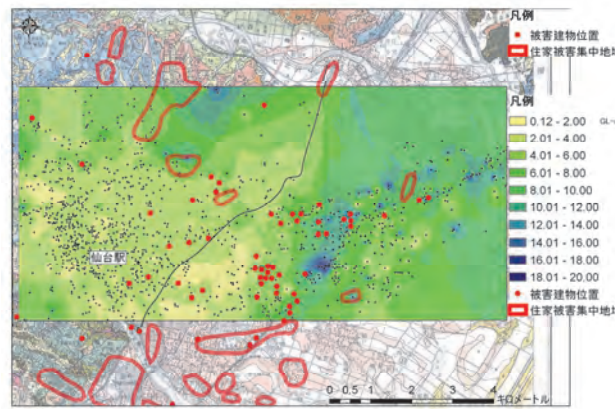 凡例
被害建物位置
住家被害集中地域
凡例
0.12 - 2.00 GL-
2.01 - 4.00
4.01 - 6.00
6.01 - 8.00
8.01 - 10.00
10.01 - 12.00
12.01 - 14.00
14.01 - 16.00
16.01 - 18.00
18.01 - 20.00
被害建物位置
住家被害集中地域
仙台駅
0 0.5 1 2 3 4
キロメートル